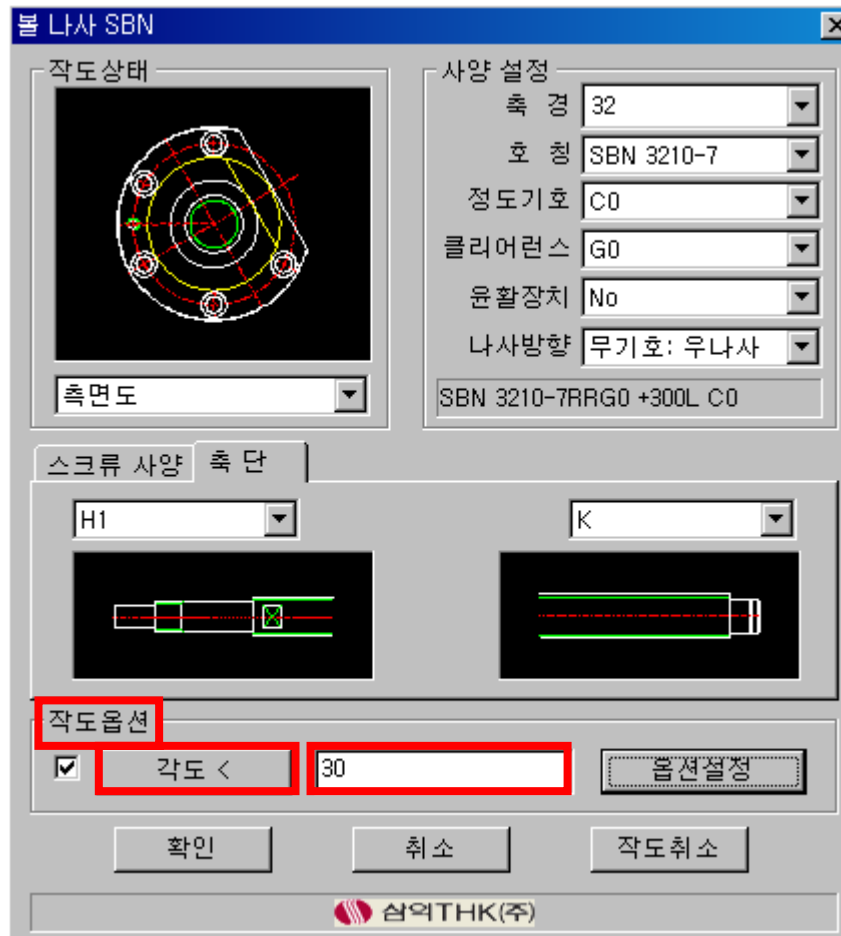 볼 나사 SBN
작도상태
측면도
사양 설정
축 경 32
호 칭 SBN 3210-7
정도기호 C0
클리어런스 G0
윤활장치 No
나사방향 무기호: 우나사
SBN 3210-7RRG0 +300L C0
스크류 사양 축 단
H1 K
작도옵션
각도 < 30 옵션설정
확인 취소 작도취소
삼익THK(주)